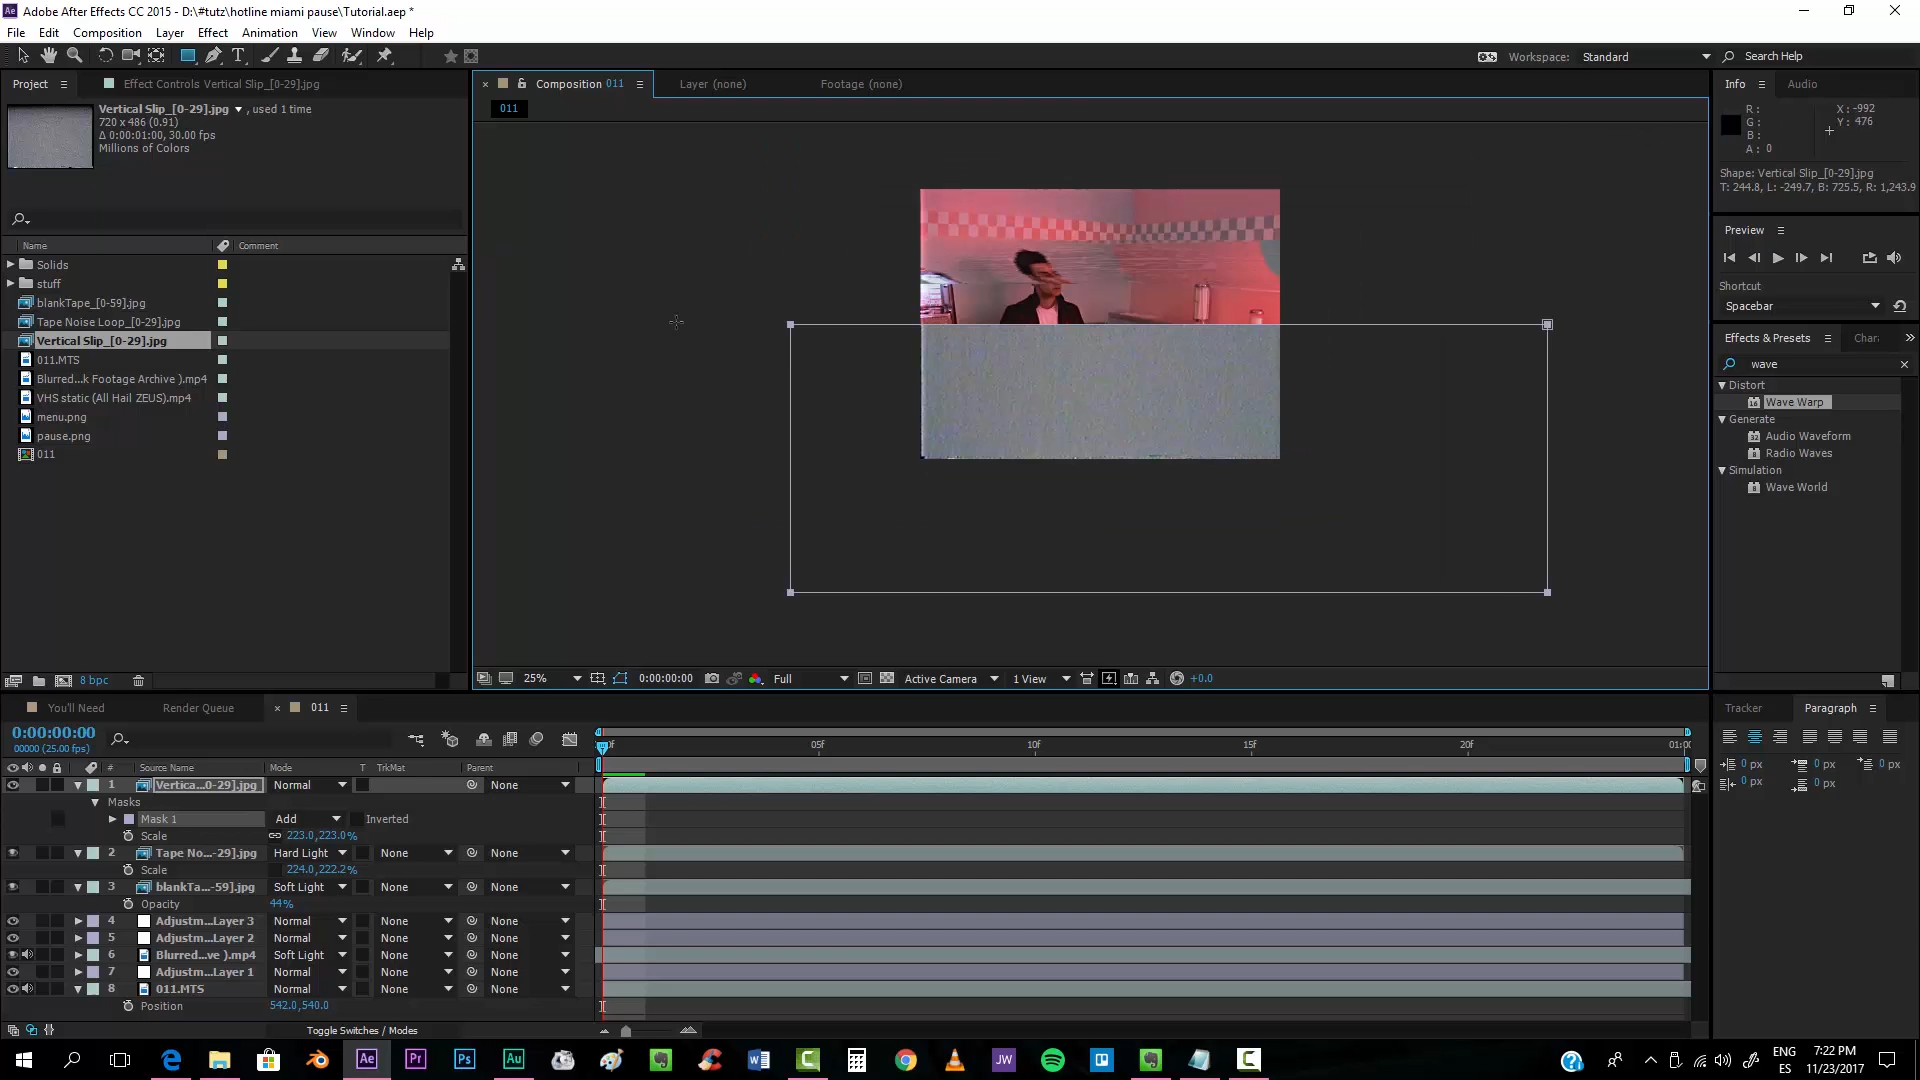 Adobe After Effects CC 2015 - D:\#tutz\hotline miami pause\Tutorial.aep *
File Edit Composition Layer Effect Animation View Window Help
Workspace: Standard Search Help
Project Effect Controls Vertical Slip_[0-29].jpg
Composition 011 Layer (none) Footage (none)
Info Audio
Vertical Slip_[0-29].jpg , used 1 time
720 x 486 (0.91)
Δ 0:00:01:00, 30.00 fps
Millions of Colors
011
R :
G :
B :
A : 0
X : -992
Y : 476
Shape: Vertical Slip_[0-29].jpg
T: 244.8, L: -249.7, B: 725.5, R: 1,243.9
Preview
Shortcut
Spacebar
Name Comment
Solids
stuff
blankTape_[0-59].jpg
Tape Noise Loop_[0-29].jpg
Vertical Slip_[0-29].jpg
011.MTS
Blurred...k Footage Archive ).mp4
VHS static (All Hail ZEUS).mp4
menu.png
pause.png
011
Effects & Presets Chara
wave
Distort
Wave Warp
Generate
Audio Waveform
Radio Waves
Simulation
Wave World
8 bpc
25% 0:00:00:00 Full Active Camera 1 View +0.0
You'll Need Render Queue 011
Tracker Paragraph
0:00:00:00
00000 (25.00 fps)
05f 10f 15f 20f
# Source Name Mode T TrkMat Parent
1 Vertica...0-29].jpg Normal None
Masks
Mask 1 Add Inverted
Scale 223.0,223.0%
2 Tape No...-29].jpg Hard Light None None
Scale 224.0,222.2%
3 blankTa...-59].jpg Soft Light None None
Opacity 44%
4 Adjustm...Layer 3 Normal None None
5 Adjustm...Layer 2 Normal None None
6 Blurred...ve ).mp4 Soft Light None None
7 Adjustm...Layer 1 Normal None None
8 011.MTS Normal None None
Position 542.0,540.0
Toggle Switches / Modes
0 px 0 px 0 px
0 px 0 px
Ae Pr Ps Au JW
ENG
ES
7:22 PM
11/23/2017